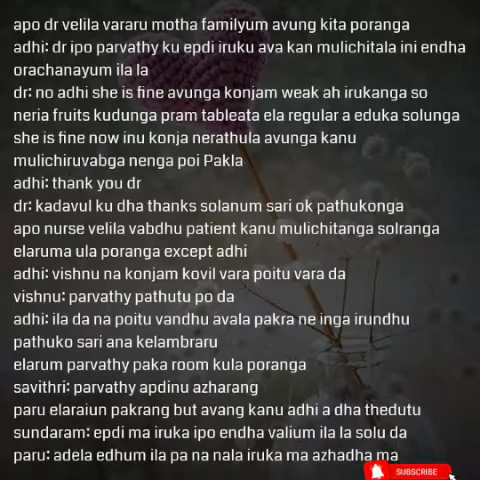 apo dr velila vararu motha familyum avung kita poranga
adhi: dr ipo parvathy ku epdi iruku ava kan mulichitala ini endha
orachanayum ila la
dr: no adhi she is fine avunga konjam weak ah irukanga so
neria fruits kudunga pram tableata ela regular a eduka solunga
she is fine now inu konja nerathula avunga kanu
mulichiruvabga nenga poi Pakla
adhi: thank you dr
dr: kadavul ku dha thanks solanum sari ok pathukonga
apo nurse velila vabdhu patient kanu mulichitanga solranga
elaruma ula poranga except adhi
adhi: vishnu na konjam kovil vara poitu vara da
vishnu: parvathy pathutu po da
adhi: ila da na poitu vandhu avala pakra ne inga irundhu
pathuko sari ana kelambraru
elarum parvathy paka room kula poranga
savithri: parvathy apdinu azharang
paru elaraiun pakrang but avang kanu adhi a dha thedutu
sundaram: epdi ma iruka ipo endha valium ila la solu da
paru: adela edhum ila pa na nala iruka ma azhadha ma
SUBSCRIBE